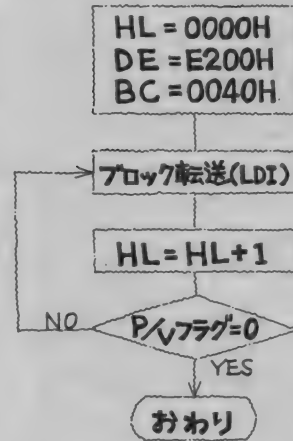 HL=0000H
DE=E200H
BC=0040H
ブロック転送(LDI)
HL=HL+1
P/Vフラグ=0
NO
YES
おわり